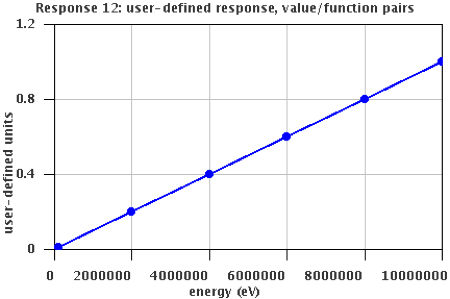 Response 12: user-defined response, value/function pairs
1.2
0.8
0.4
0
user-defined units
0 2000000 4000000 6000000 8000000 10000000
energy (eV)